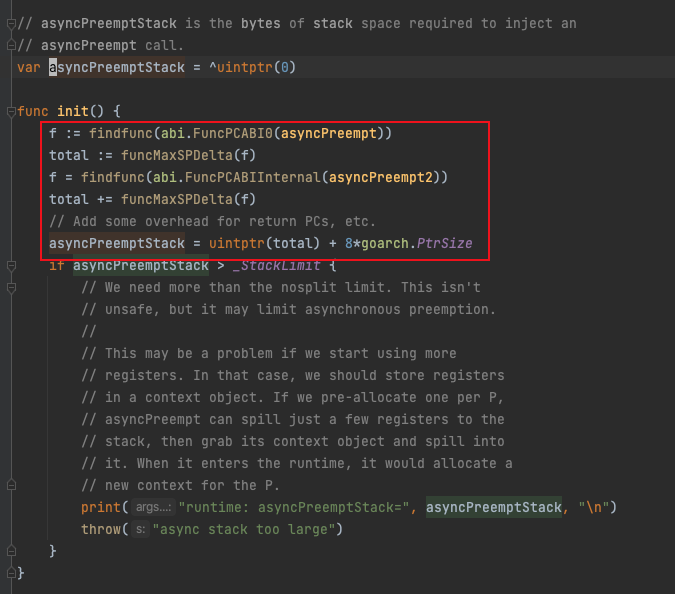 // asyncPreemptStack is the bytes of stack space required to inject an
// asyncPreempt call.
var asyncPreemptStack = ^uintptr(0)
func init() {
f := findfunc(abi.FuncPCABI0(asyncPreempt))
total := funcMaxSPDelta(f)
f = findfunc(abi.FuncPCABIInternal(asyncPreempt2))
total += funcMaxSPDelta(f)
// Add some overhead for return PCs, etc.
asyncPreemptStack = uintptr(total) + 8*goarch.PtrSize
if asyncPreemptStack > _StackLimit {
// We need more than the nosplit limit. This isn't
// unsafe, but it may limit asynchronous preemption.
//
// This may be a problem if we start using more
// registers. In that case, we should store registers
// in a context object. If we pre-allocate one per P,
// asyncPreempt can spill just a few registers to the
// stack, then grab its context object and spill into
// it. When it enters the runtime, it would allocate a
// new context for the P.
print( args...: "runtime: asyncPreemptStack=", asyncPreemptStack, "\n")
throw( s: "async stack too large")
}
}